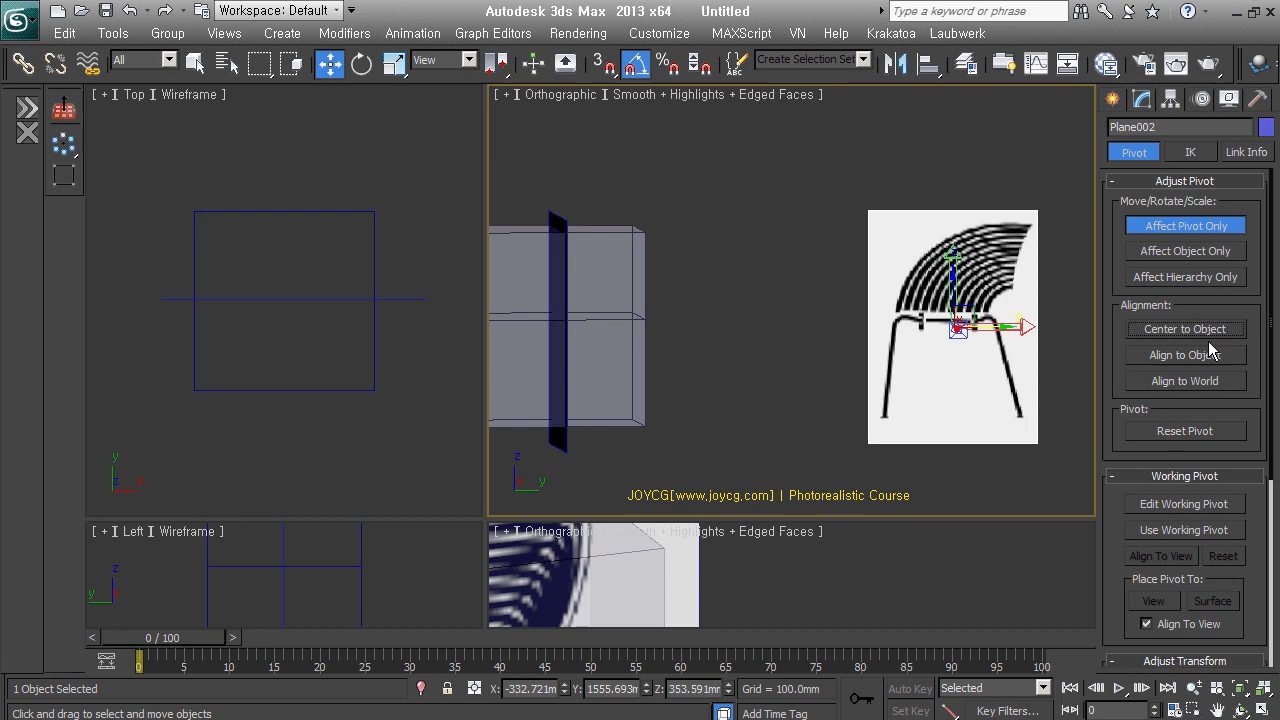 Workspace: Default
Autodesk 3ds Max 2013 x64 Untitled
Type a keyword or phrase
Edit Tools Group Views Create Modifiers Animation Graph Editors Rendering Customize MAXScript VN Help Krakatoa Laubwerk
All View 3 Create Selection Set
[ + ] Top ] Wireframe ]
[ + ] Orthographic ] Smooth + Highlights + Edged Faces ]
Plane002
Pivot IK Link Info
- Adjust Pivot
Move/Rotate/Scale:
Affect Pivot Only
Affect Object Only
Affect Hierarchy Only
Alignment:
Center to Object
Align to Object
Align to World
Pivot:
Reset Pivot
- Working Pivot
Edit Working Pivot
Use Working Pivot
Align To View Reset
Place Pivot To:
View Surface
Align To View
- Adjust Transform
y
z x
z
x y
JOYCG[www.joycg.com] | Photorealistic Course
[ + ] Left ] Wireframe ]
z
y
< 0 / 100 >
0 5 10 15 20 25 30 35 40 45 50 55 60 65 70 75 80 85 90 95 100
1 Object Selected
X: -332.721m Y: 1555.693m Z: 353.591mm Grid = 100.0mm
Auto Key Selected
Click and drag to select and move objects
Add Time Tag
Set Key Key Filters... 0